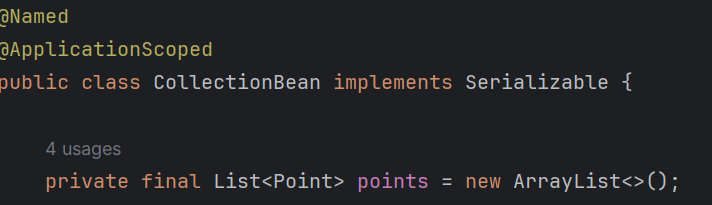 @Named
@ApplicationScoped
public class CollectionBean implements Serializable {
4 usages
private final List<Point> points = new ArrayList<>();